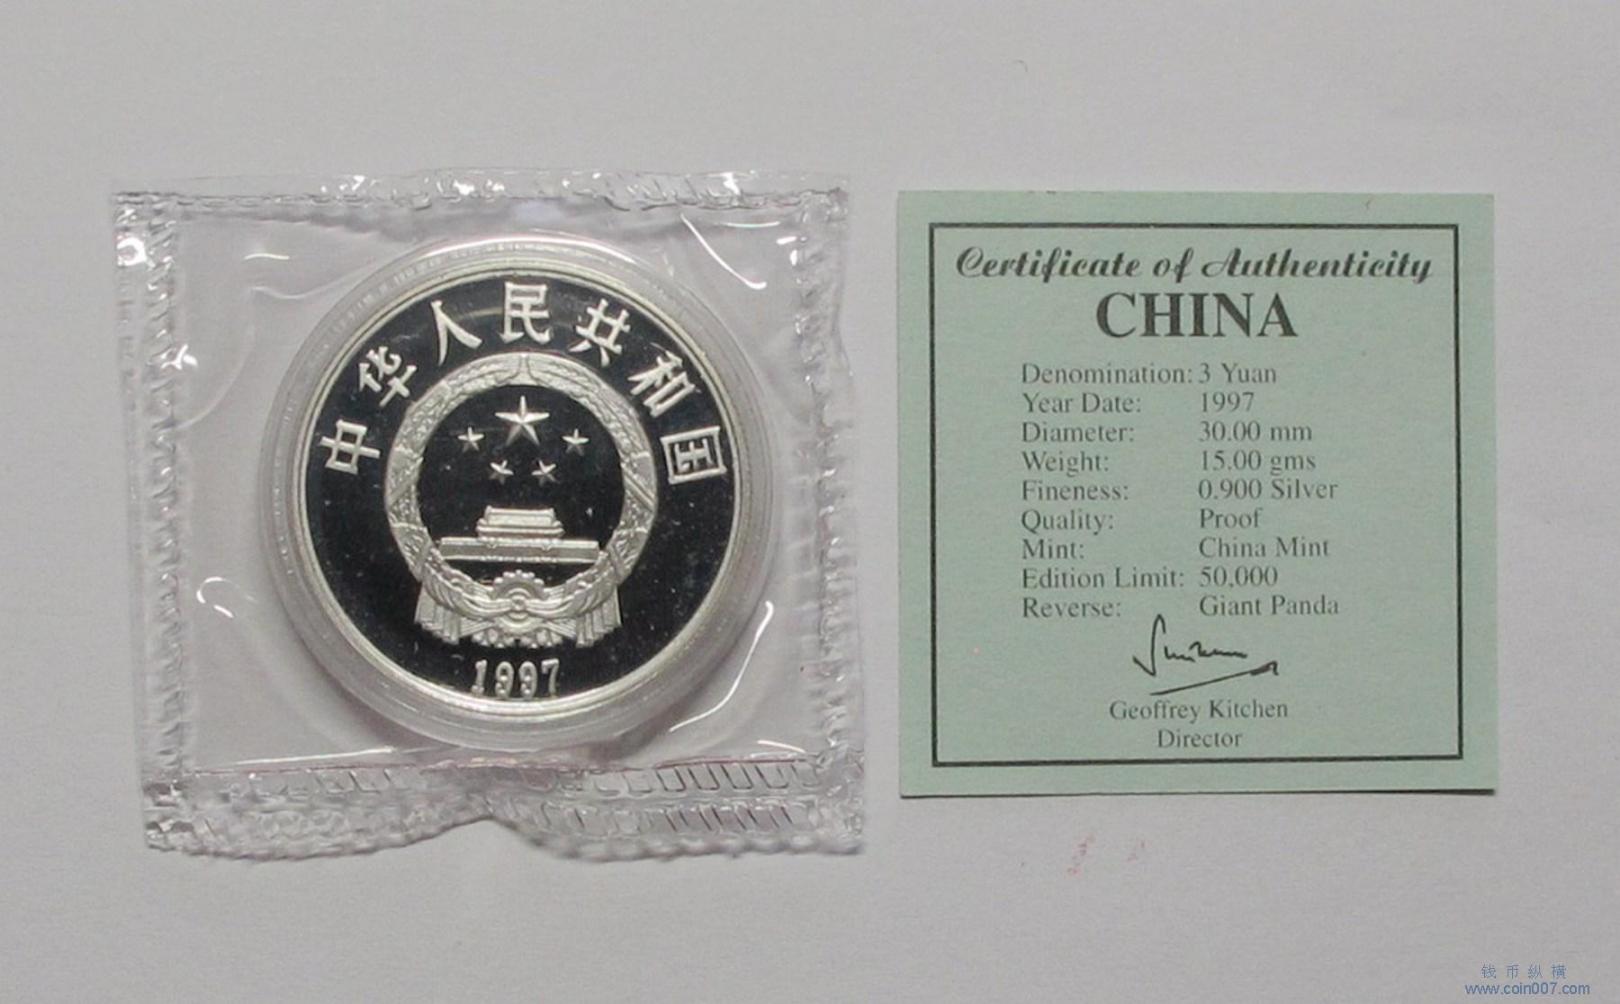 中华人民共和国
1997
Certificate of Authenticity
CHINA
Denomination: 3 Yuan
Year Date: 1997
Diameter: 30.00 mm
Weight: 15.00 gms
Fineness: 0.900 Silver
Quality: Proof
Mint: China Mint
Edition Limit: 50,000
Reverse: Giant Panda
Geoffrey Kitchen
Director
钱币纵横
www.coin007.com